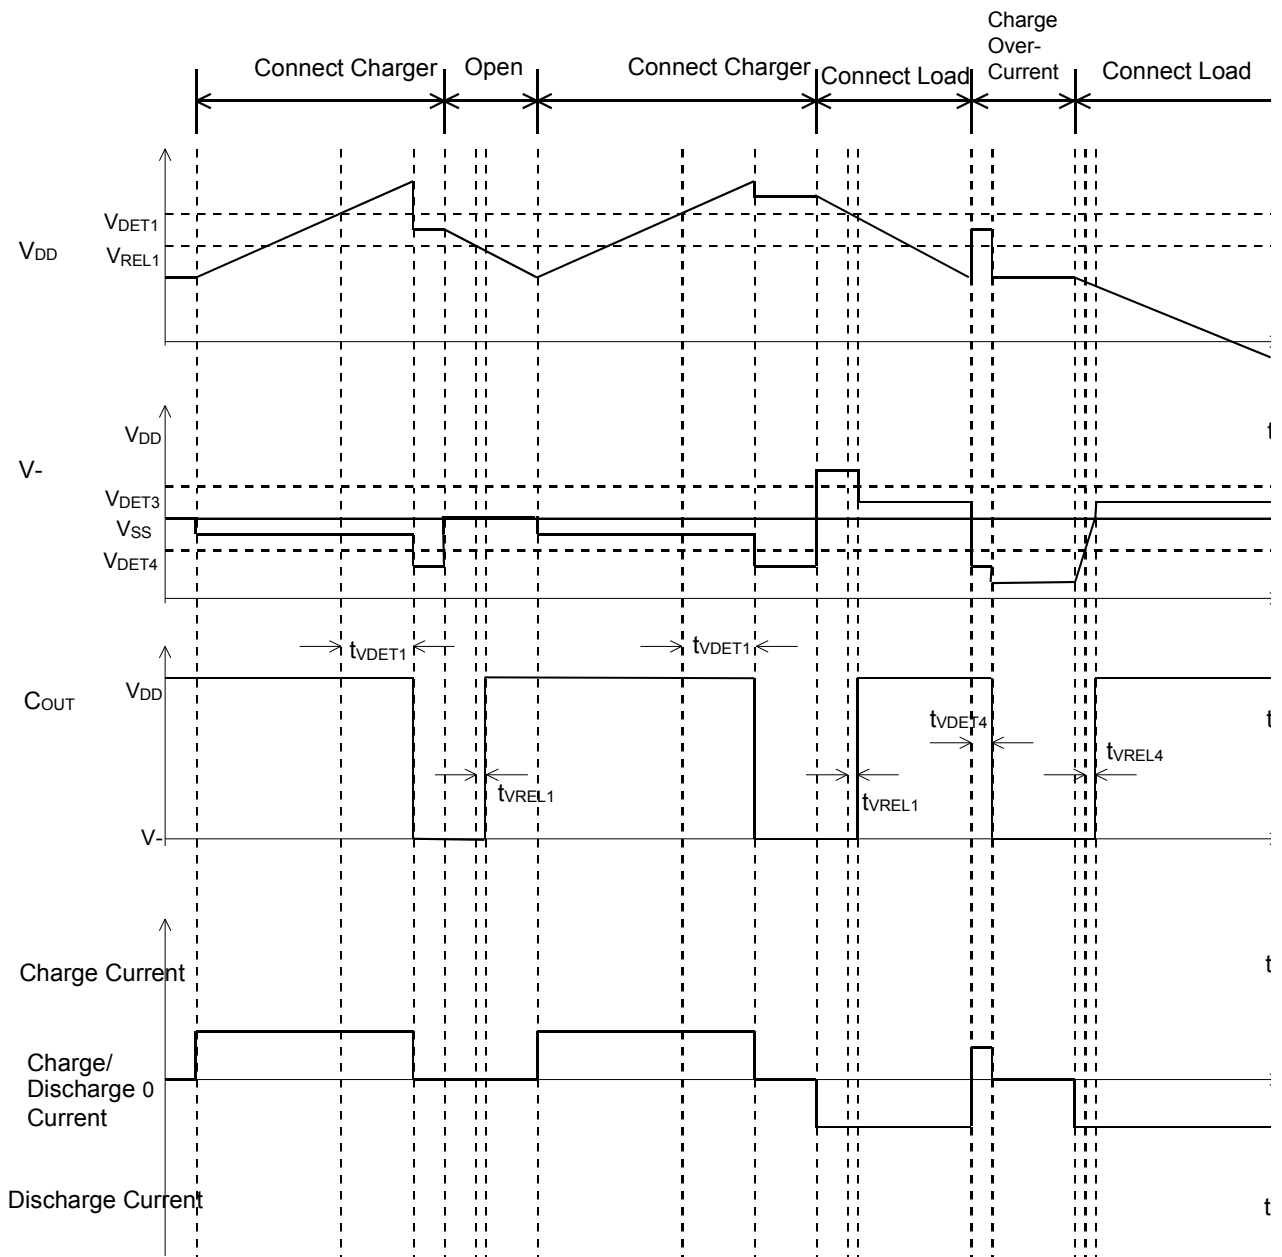 Charge
Over-
Current
Connect Charger
Open
Connect Charger
Connect Load
Connect Load
VDET1
VDD
VREL1
VDD
t
V-
VDET3
VSS
VDET4
tVDET1
tVDET1
COUT
VDD
tVDET4
t
tVREL4
tVREL1
tVREL1
V-
Charge Current
t
Charge/
Discharge 0
Current
Discharge Current
t